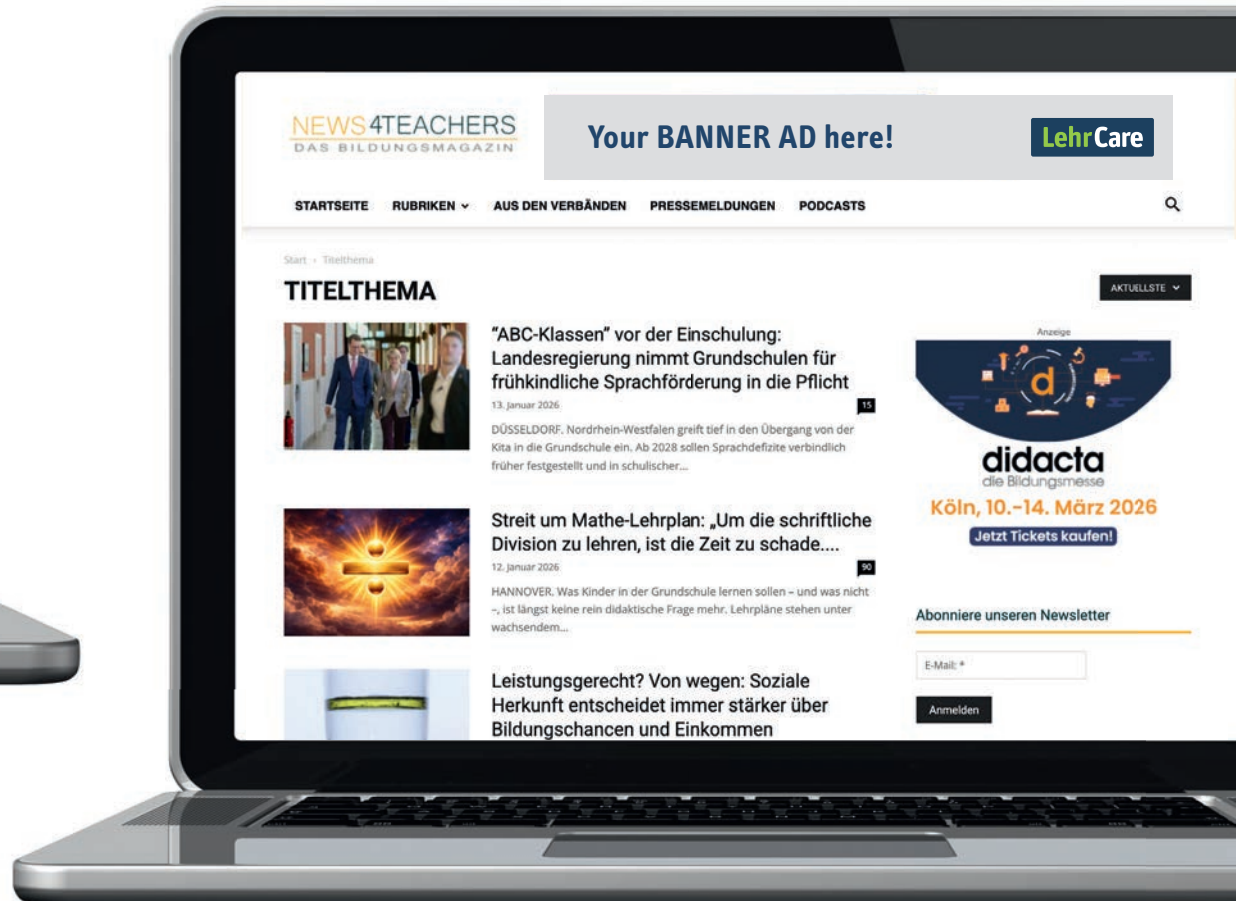 NEWS4TEACHERS
DAS BILDUNGSMAGAZIN
Your BANNER AD here!
LehrCare
STARTSEITE RUBRIKEN AUS DEN VERBÄNDEN PRESSEMELDUNGEN PODCASTS
Start › Titelthema
TITELTHEMA
AKTUELLSTE
"ABC-Klassen" vor der Einschulung:
Landesregierung nimmt Grundschulen für
frühkindliche Sprachförderung in die Pflicht
13. Januar 2026
15
DÜSSELDORF. Nordrhein-Westfalen greift tief in den Übergang von der
Kita in die Grundschule ein. Ab 2028 sollen Sprachdefizite verbindlich
früher festgestellt und in schulischer...
Streit um Mathe-Lehrplan: „Um die schriftliche
Division zu lehren, ist die Zeit zu schade....
12. Januar 2026
90
HANNOVER. Was Kinder in der Grundschule lernen sollen – und was nicht
–, ist längst keine rein didaktische Frage mehr. Lehrpläne stehen unter
wachsendem...
Leistungsgerecht? Von wegen: Soziale
Herkunft entscheidet immer stärker über
Bildungschancen und Einkommen
Anzeige
d
didacta
die Bildungsmesse
Köln, 10.-14. März 2026
Jetzt Tickets kaufen!
Abonniere unseren Newsletter
E-Mail: *
Anmelden